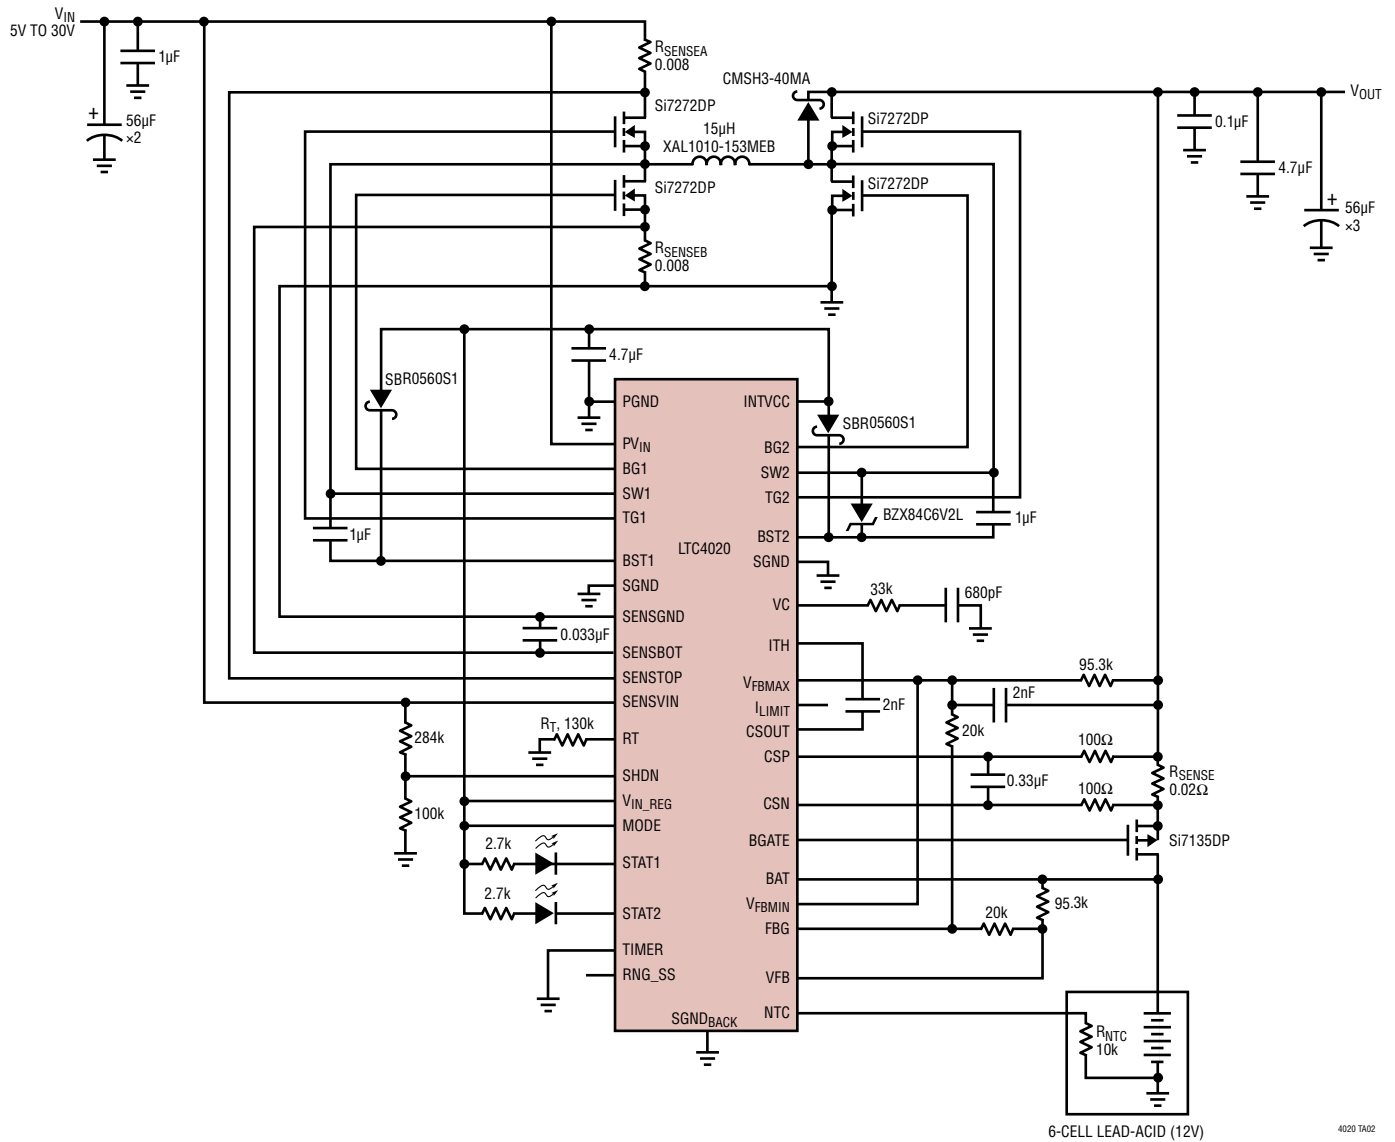 VIN
5V TO 30V
1µF
+
56µF
×2
RSENSEA
0.008
Si7272DP
15µH
XAL1010-153MEB
Si7272DP
RSENSEB
0.008
CMSH3-40MA
Si7272DP
Si7272DP
VOUT
0.1µF
4.7µF
+
56µF
×3
4.7µF
SBR0560S1
SBR0560S1
1µF
LTC4020
PGND
PVIN
BG1
SW1
TG1
BST1
SGND
SENSGND
SENSBOT
SENSTOP
SENSVIN
RT
SHDN
VIN_REG
MODE
STAT1
STAT2
TIMER
RNG_SS
SGNDBACK
INTVCC
BG2
SW2
TG2
BST2
SGND
VC
ITH
VFBMAX
ILIMIT
CSOUT
CSP
CSN
BGATE
BAT
VFBMIN
FBG
VFB
NTC
BZX84C6V2L
1µF
33k
680pF
0.033µF
284k
RT, 130k
100k
2.7k
2.7k
2nF
95.3k
2nF
20k
100Ω
0.33µF
100Ω
RSENSE
0.02Ω
Si7135DP
95.3k
20k
RNTC
10k
6-CELL LEAD-ACID (12V)
4020 TA02